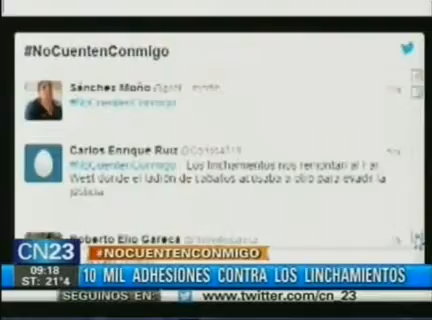 #NoCuentenConmigo
Sánchez Moño
#NoCuentenConmigo
Carlos Enrique Ruiz
#NoCuentenConmigo Los linchamientos nos remontan al Far
West donde el ladrón de caballos acusaba a otro para evadir la
justicia
Roberto Elio Gareca
CN23
#NOCUENTENCONMIGO
09:18
ST: 21°4
10 MIL ADHESIONES CONTRA LOS LINCHAMIENTOS
SEGUINOS EN
www.twitter.com/cn_23